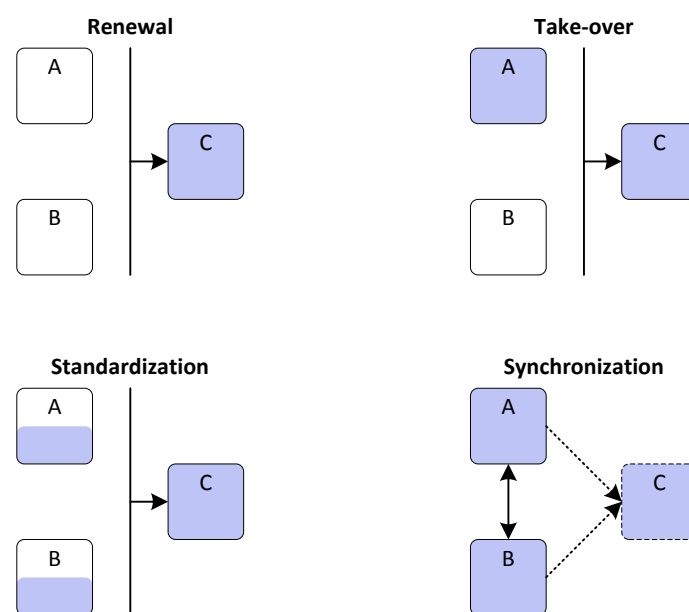 Renewal
A
C
B
Take-over
A
C
B
Standardization
A
C
B
Synchronization
A
C
B